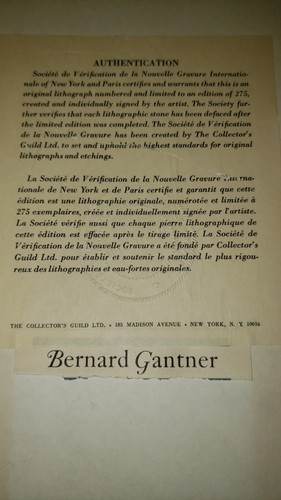 AUTHENTICATION
Société de Vérification de la Nouvelle Gravure Internatio-
nale of New York and Paris certifies and warrants that this is an
original lithograph numbered and limited to an edition of 275,
created and individually signed by the artist. The Society fur-
ther verifies that each lithographic stone has been defaced after
the limited edition was completed. The Société de Vérification
de la Nouvelle Gravure has been created by The Collector's
Guild Ltd. to set and uphold the highest standards for original
lithographs and etchings.
La Société de Vérification de la Nouvelle Gravure Inter-
nationale de New York et de Paris certifie et garantit que cette
édition est une lithographie originale, numérotée et limitée à
275 exemplaires, créée et individuellement signée par l'artiste.
La Société vérifie aussi que chaque pierre lithographique de
cette édition est effacée après le tirage limité. La Société de
Vérification de la Nouvelle Gravure a été fondé par Collector's
Guild Ltd. pour établir et soutenir le standard le plus rigou-
reux des lithographies et eau-fortes originales.
THE COLLECTOR'S GUILD LTD. • 185 MADISON AVENUE • NEW YORK, N. Y. 10016
Bernard Gantner